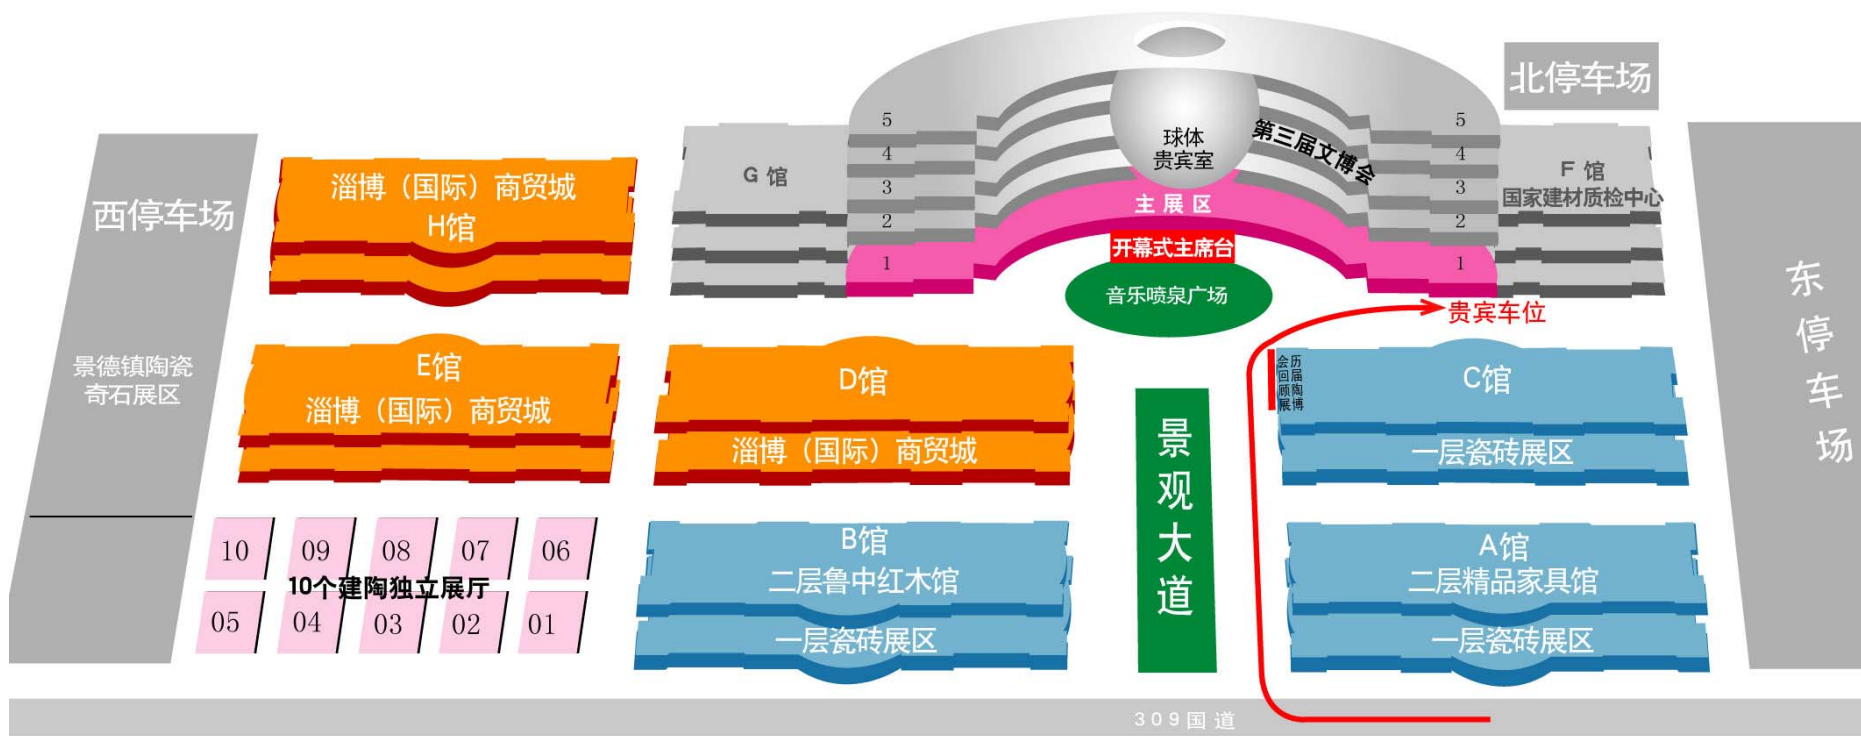 北停车场
5
4
3
2
1
球体
贵宾室
第三届文博会
5
4
3
2
1
主展区
开幕式主席台
音乐喷泉广场
G 馆
F 馆
国家建材质检中心
西停车场
景德镇陶瓷
奇石展区
淄博（国际）商贸城
H馆
东停车场
贵宾车位
E馆
淄博（国际）商贸城
D馆
淄博（国际）商贸城
历届陶博
会回顾展
C馆
一层瓷砖展区
景观大道
10 09 08 07 06
10个建陶独立展厅
05 04 03 02 01
B馆
二层鲁中红木馆
一层瓷砖展区
A馆
二层精品家具馆
一层瓷砖展区
309国道